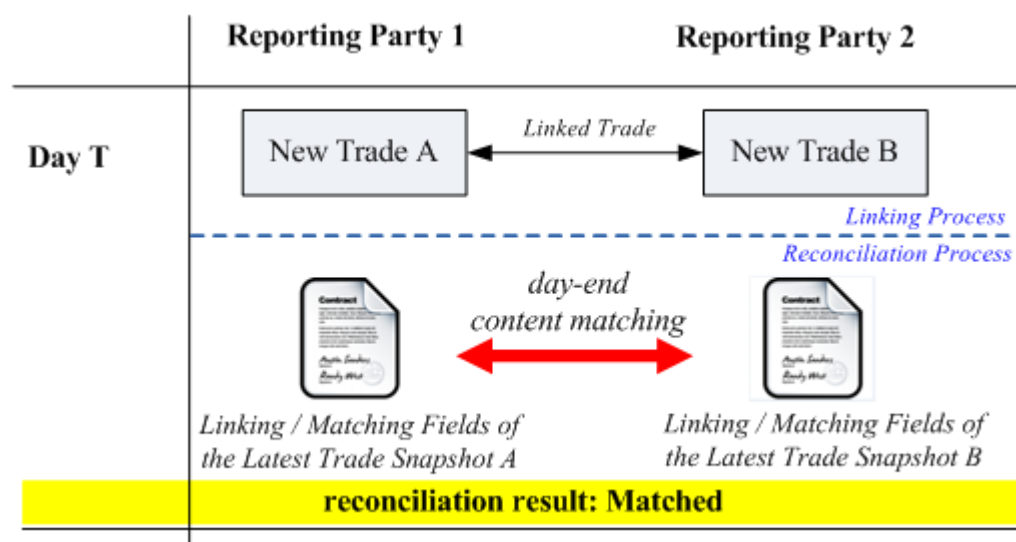 Reporting Party 1
Reporting Party 2
Day T
New Trade A
Linked Trade
New Trade B
Linking Process
Reconciliation Process
Contract
Contract
day-end
content matching
Linking / Matching Fields of
the Latest Trade Snapshot A
Linking / Matching Fields of
the Latest Trade Snapshot B
reconciliation result: Matched